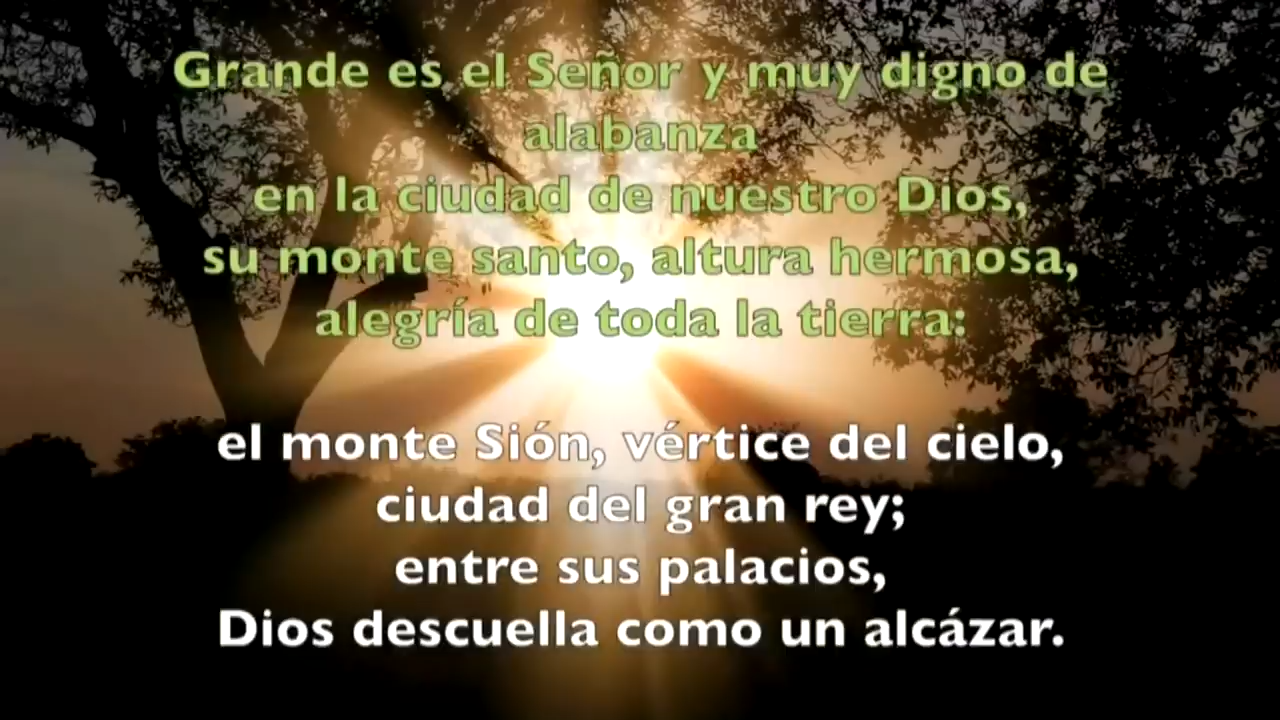 Grande es el Señor y muy digno de
alabanza
en la ciudad de nuestro Dios,
su monte santo, altura hermosa,
alegría de toda la tierra:
el monte Sión, vértice del cielo,
ciudad del gran rey;
entre sus palacios,
Dios descuella como un alcázar.